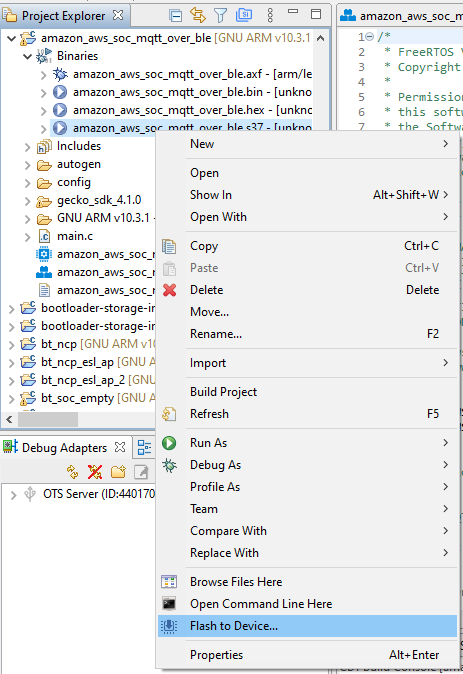 Project Explorer
amazon_aws_soc_m
amazon_aws_soc_mqtt_over_ble [GNU ARM v10.3.1
Binaries
amazon_aws_soc_mqtt_over_ble.axf - [arm/le
amazon_aws_soc_mqtt_over_ble.bin - [unkno
amazon_aws_soc_mqtt_over_ble.hex - [unkno
amazon_aws_soc_mqtt_over_ble.s37 - [unkno
Includes
autogen
config
gecko_sdk_4.1.0
GNU ARM v10.3.1 -
main.c
amazon_aws_soc_
amazon_aws_soc_
amazon_aws_soc_
bootloader-storage-in
bootloader-storage-in
bt_ncp [GNU ARM v10
bt_ncp_esl_ap
bt_ncp_esl_ap_2 [GNU
bt_soc_empty [GNU AR
1 /*
2 * FreeRTOS V
3 * Copyright
4 *
5 * Permission
6 * this softw
7 * the Softwa
New
Open
Show In Alt+Shift+W
Open With
Copy Ctrl+C
Paste Ctrl+V
Delete Delete
Move...
Rename... F2
Import
Build Project
Refresh F5
Run As
Debug As
Profile As
Team
Compare With
Replace With
Browse Files Here
Open Command Line Here
Flash to Device...
Properties Alt+Enter
Debug Adapters
OTS Server (ID:440170